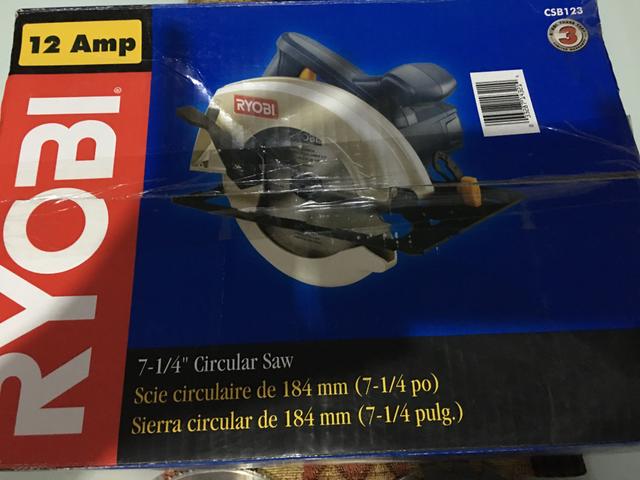 12 Amp
CSB123
3
RYOBI®
RYOBI
7-1/4" Circular Saw
Scie circulaire de 184 mm (7-1/4 po)
Sierra circular de 184 mm (7-1/4 pulg.)